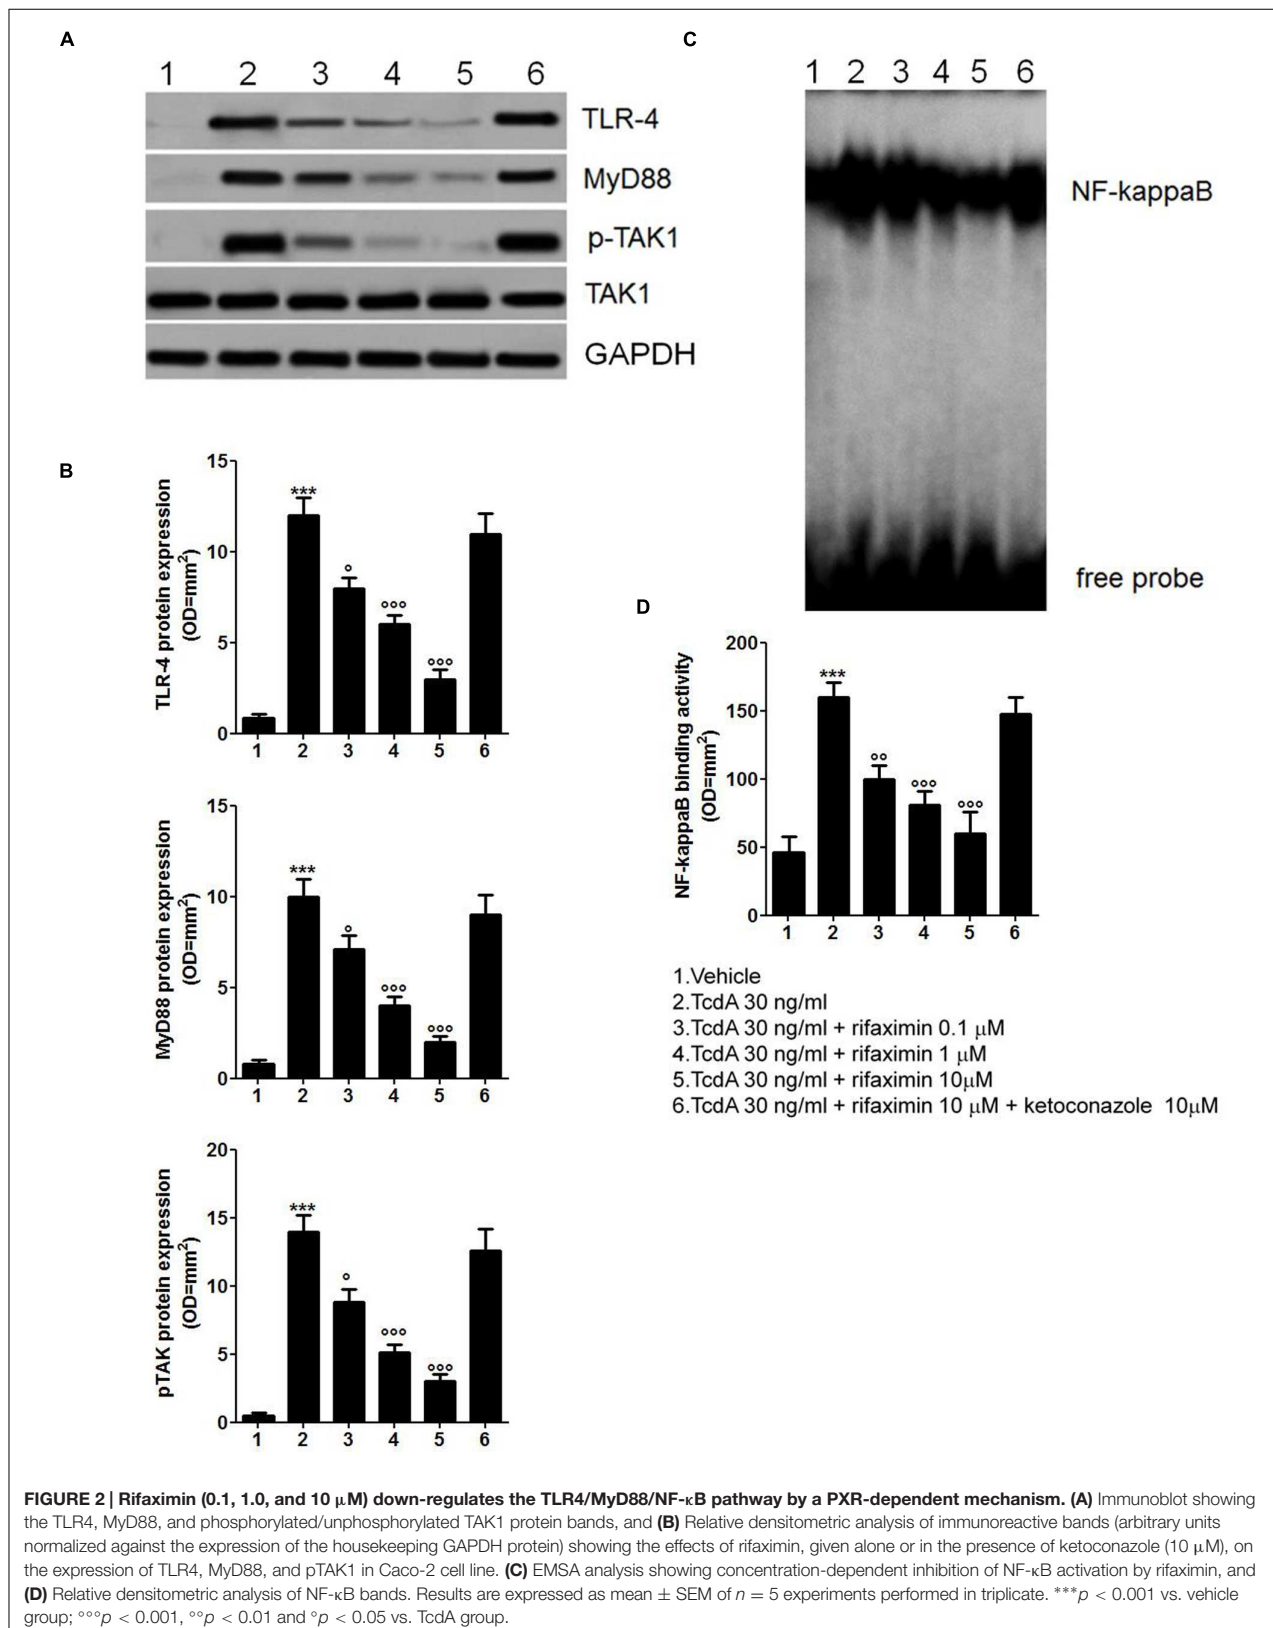 A
1 2 3 4 5 6
TLR-4
MyD88
p-TAK1
TAK1
GAPDH
B
TLR-4 protein expression
(OD=mm²)
15
10
5
0
***
°
°°°
°°°
1 2 3 4 5 6
MyD88 protein expression
(OD=mm²)
15
10
5
0
***
°
°°°
°°°
1 2 3 4 5 6
pTAK protein expression
(OD=mm²)
20
15
10
5
0
***
°
°°°
°°°
1 2 3 4 5 6
C
1 2 3 4 5 6
NF-kappaB
free probe
D
NF-kappaB binding activity
(OD=mm²)
200
150
100
50
0
***
°°
°°°
°°°
1 2 3 4 5 6
1.Vehicle
2.TcdA 30 ng/ml
3.TcdA 30 ng/ml + rifaximin 0.1 μM
4.TcdA 30 ng/ml + rifaximin 1 μM
5.TcdA 30 ng/ml + rifaximin 10μM
6.TcdA 30 ng/ml + rifaximin 10 μM + ketoconazole 10μM
FIGURE 2 | Rifaximin (0.1, 1.0, and 10 μM) down-regulates the TLR4/MyD88/NF-κB pathway by a PXR-dependent mechanism. (A) Immunoblot showing
the TLR4, MyD88, and phosphorylated/unphosphorylated TAK1 protein bands, and (B) Relative densitometric analysis of immunoreactive bands (arbitrary units
normalized against the expression of the housekeeping GAPDH protein) showing the effects of rifaximin, given alone or in the presence of ketoconazole (10 μM), on
the expression of TLR4, MyD88, and pTAK1 in Caco-2 cell line. (C) EMSA analysis showing concentration-dependent inhibition of NF-κB activation by rifaximin, and
(D) Relative densitometric analysis of NF-κB bands. Results are expressed as mean ± SEM of n = 5 experiments performed in triplicate. ***p < 0.001 vs. vehicle
group; °°°p < 0.001, °°p < 0.01 and °p < 0.05 vs. TcdA group.